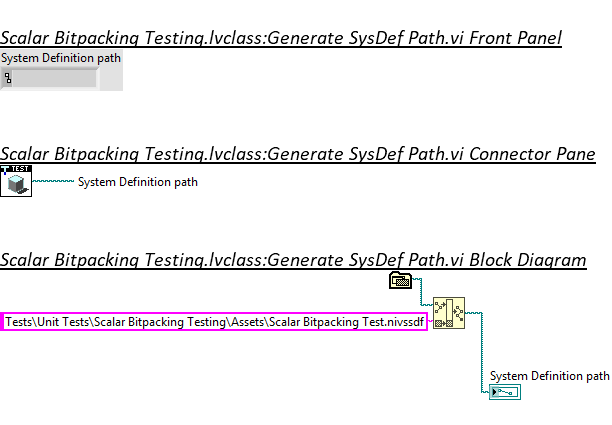 Scalar Bitpacking Testing.lvclass:Generate SysDef Path.vi Front Panel
System Definition path
Scalar Bitpacking Testing.lvclass:Generate SysDef Path.vi Connector Pane
TEST
System Definition path
Scalar Bitpacking Testing.lvclass:Generate SysDef Path.vi Block Diagram
Tests\Unit Tests\Scalar Bitpacking Testing\Assets\Scalar Bitpacking Test.nivssdf
System Definition path